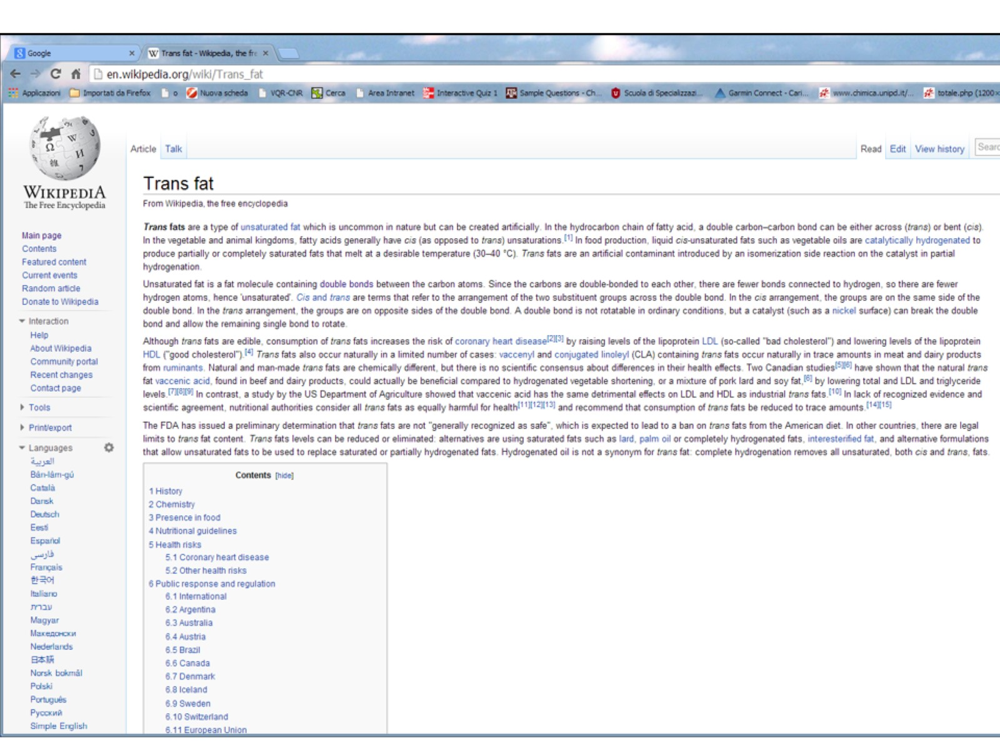 Google
Trans fat - Wikipedia, the fre
en.wikipedia.org/wiki/Trans_fat
Applicazioni Importati da Firefox o Nuova scheda VQR-CNR Cerca Area Intranet Interactive Quiz 1 Sample Questions - Ch... Scuola di Specializzazi... Garmin Connect - Cari... www.chimica.unipd.it/... totale.php (1200×
Article Talk
Read Edit View history Searc
WIKIPEDIA
The Free Encyclopedia
Main page
Contents
Featured content
Current events
Random article
Donate to Wikipedia
Interaction
Help
About Wikipedia
Community portal
Recent changes
Contact page
Tools
Print/export
Languages
العربية
Bân-lâm-gú
Català
Dansk
Deutsch
Eesti
Español
فارسی
Français
한국어
Italiano
עברית
Magyar
Македонски
Nederlands
日本語
Norsk bokmål
Polski
Português
Русский
Simple English
Trans fat
From Wikipedia, the free encyclopedia
Trans fats are a type of unsaturated fat which is uncommon in nature but can be created artificially. In the hydrocarbon chain of fatty acid, a double carbon–carbon bond can be either across (trans) or bent (cis).
In the vegetable and animal kingdoms, fatty acids generally have cis (as opposed to trans) unsaturations.[1] In food production, liquid cis-unsaturated fats such as vegetable oils are catalytically hydrogenated to
produce partially or completely saturated fats that melt at a desirable temperature (30–40 °C). Trans fats are an artificial contaminant introduced by an isomerization side reaction on the catalyst in partial
hydrogenation.
Unsaturated fat is a fat molecule containing double bonds between the carbon atoms. Since the carbons are double-bonded to each other, there are fewer bonds connected to hydrogen, so there are fewer
hydrogen atoms, hence 'unsaturated'. Cis and trans are terms that refer to the arrangement of the two substituent groups across the double bond. In the cis arrangement, the groups are on the same side of the
double bond. In the trans arrangement, the groups are on opposite sides of the double bond. A double bond is not rotatable in ordinary conditions, but a catalyst (such as a nickel surface) can break the double
bond and allow the remaining single bond to rotate.
Although trans fats are edible, consumption of trans fats increases the risk of coronary heart disease[2][3] by raising levels of the lipoprotein LDL (so-called "bad cholesterol") and lowering levels of the lipoprotein
HDL ("good cholesterol").[4] Trans fats also occur naturally in a limited number of cases: vaccenyl and conjugated linoleyl (CLA) containing trans fats occur naturally in trace amounts in meat and dairy products
from ruminants. Natural and man-made trans fats are chemically different, but there is no scientific consensus about differences in their health effects. Two Canadian studies[5][6] have shown that the natural trans
fat vaccenic acid, found in beef and dairy products, could actually be beneficial compared to hydrogenated vegetable shortening, or a mixture of pork lard and soy fat,[6] by lowering total and LDL and triglyceride
levels.[7][8][9] In contrast, a study by the US Department of Agriculture showed that vaccenic acid has the same detrimental effects on LDL and HDL as industrial trans fats.[10] In lack of recognized evidence and
scientific agreement, nutritional authorities consider all trans fats as equally harmful for health[11][12][13] and recommend that consumption of trans fats be reduced to trace amounts.[14][15]
The FDA has issued a preliminary determination that trans fats are not "generally recognized as safe", which is expected to lead to a ban on trans fats from the American diet. In other countries, there are legal
limits to trans fat content. Trans fats levels can be reduced or eliminated: alternatives are using saturated fats such as lard, palm oil or completely hydrogenated fats, interesterified fat, and alternative formulations
that allow unsaturated fats to be used to replace saturated or partially hydrogenated fats. Hydrogenated oil is not a synonym for trans fat: complete hydrogenation removes all unsaturated, both cis and trans, fats.
Contents [hide]
1 History
2 Chemistry
3 Presence in food
4 Nutritional guidelines
5 Health risks
5.1 Coronary heart disease
5.2 Other health risks
6 Public response and regulation
6.1 International
6.2 Argentina
6.3 Australia
6.4 Austria
6.5 Brazil
6.6 Canada
6.7 Denmark
6.8 Iceland
6.9 Sweden
6.10 Switzerland
6.11 European Union